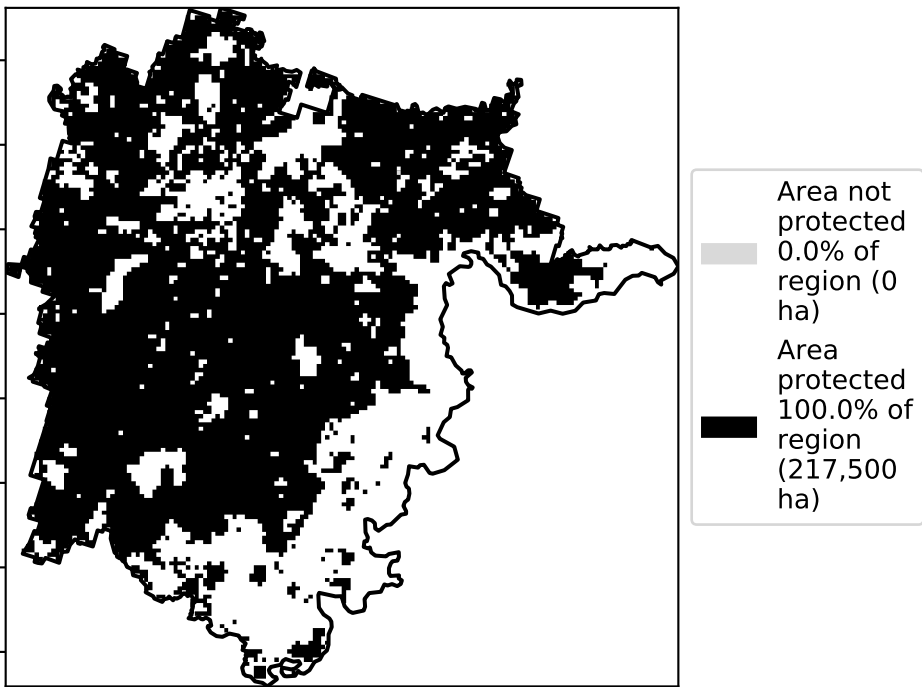 Area not
protected
0.0% of
region (0
ha)
Area
protected
100.0% of
region
(217,500
ha)